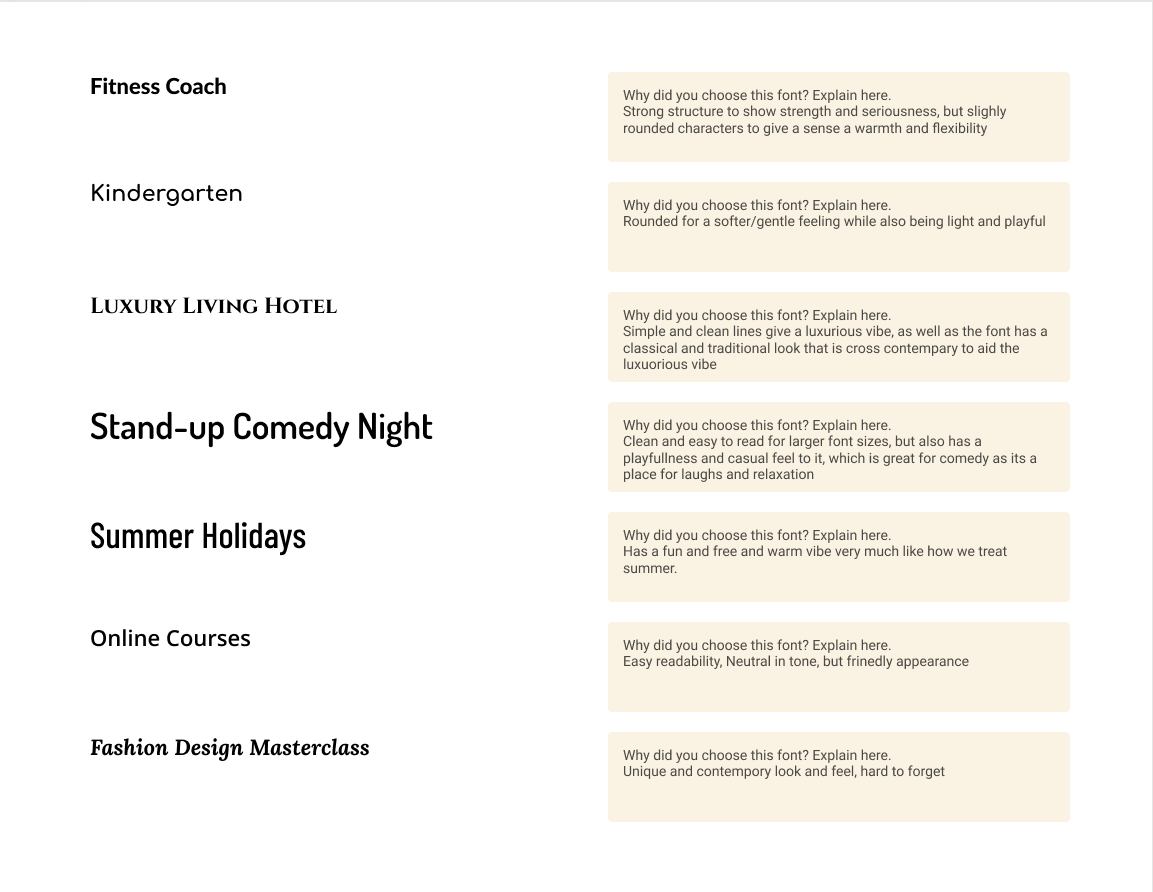 Fitness Coach
Why did you choose this font? Explain here.
Strong structure to show strength and seriousness, but slighly
rounded characters to give a sense a warmth and flexibility
Kindergarten
Why did you choose this font? Explain here.
Rounded for a softer/gentle feeling while also being light and playful
Luxury Living Hotel
Why did you choose this font? Explain here.
Simple and clean lines give a luxurious vibe, as well as the font has a
classical and traditional look that is cross contempary to aid the
luxuorious vibe
Stand-up Comedy Night
Why did you choose this font? Explain here.
Clean and easy to read for larger font sizes, but also has a
playfullness and casual feel to it, which is great for comedy as its a
place for laughs and relaxation
Summer Holidays
Why did you choose this font? Explain here.
Has a fun and free and warm vibe very much like how we treat
summer.
Online Courses
Why did you choose this font? Explain here.
Easy readability, Neutral in tone, but frinedly appearance
Fashion Design Masterclass
Why did you choose this font? Explain here.
Unique and contempory look and feel, hard to forget